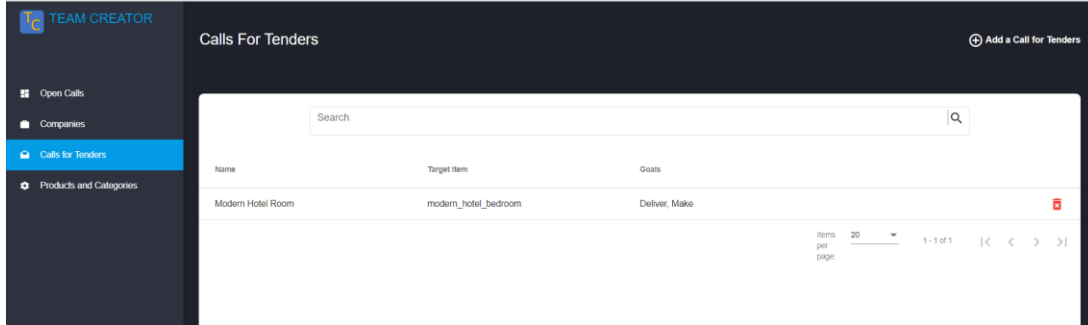 TC TEAM CREATOR
Calls For Tenders
Add a Call for Tenders
Open Calls
Companies
Calls for Tenders
Products and Categories
Search
Name Target Item Goals
Modern Hotel Room modern_hotel_bedroom Deliver, Make
Items
per
page:
20
1 - 1 of 1